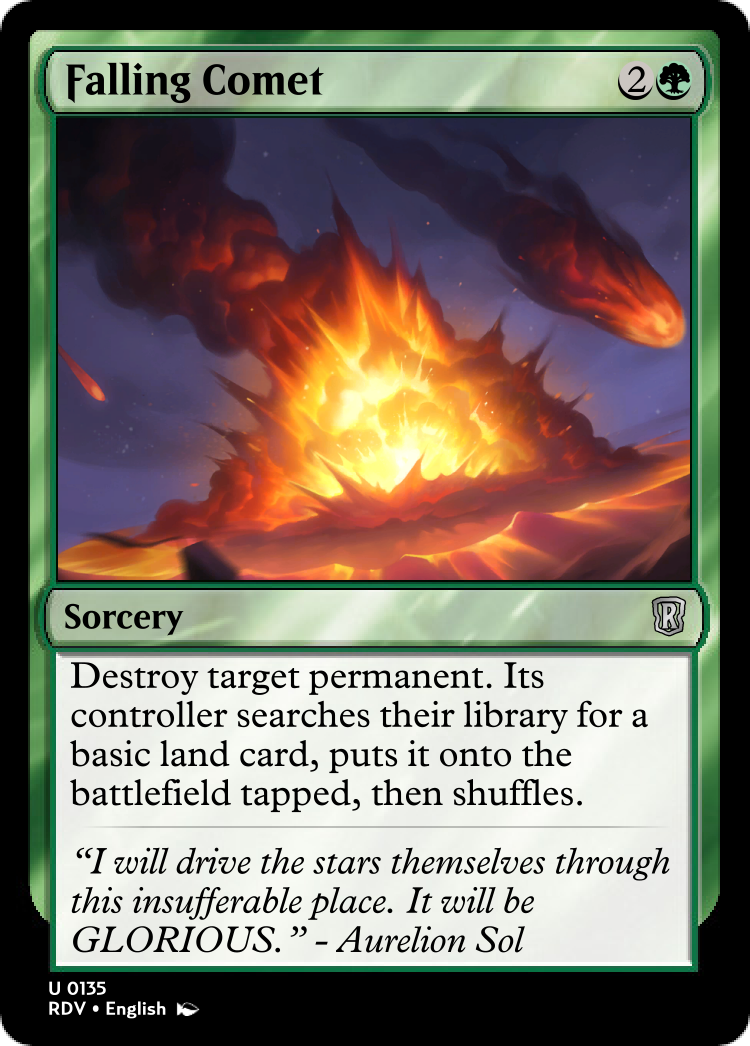 Falling Comet 2
Sorcery R
Destroy target permanent. Its
controller searches their library for a
basic land card, puts it onto the
battlefield tapped, then shuffles.
“I will drive the stars themselves through
this insufferable place. It will be
GLORIOUS.” - Aurelion Sol
U 0135
RDV • English